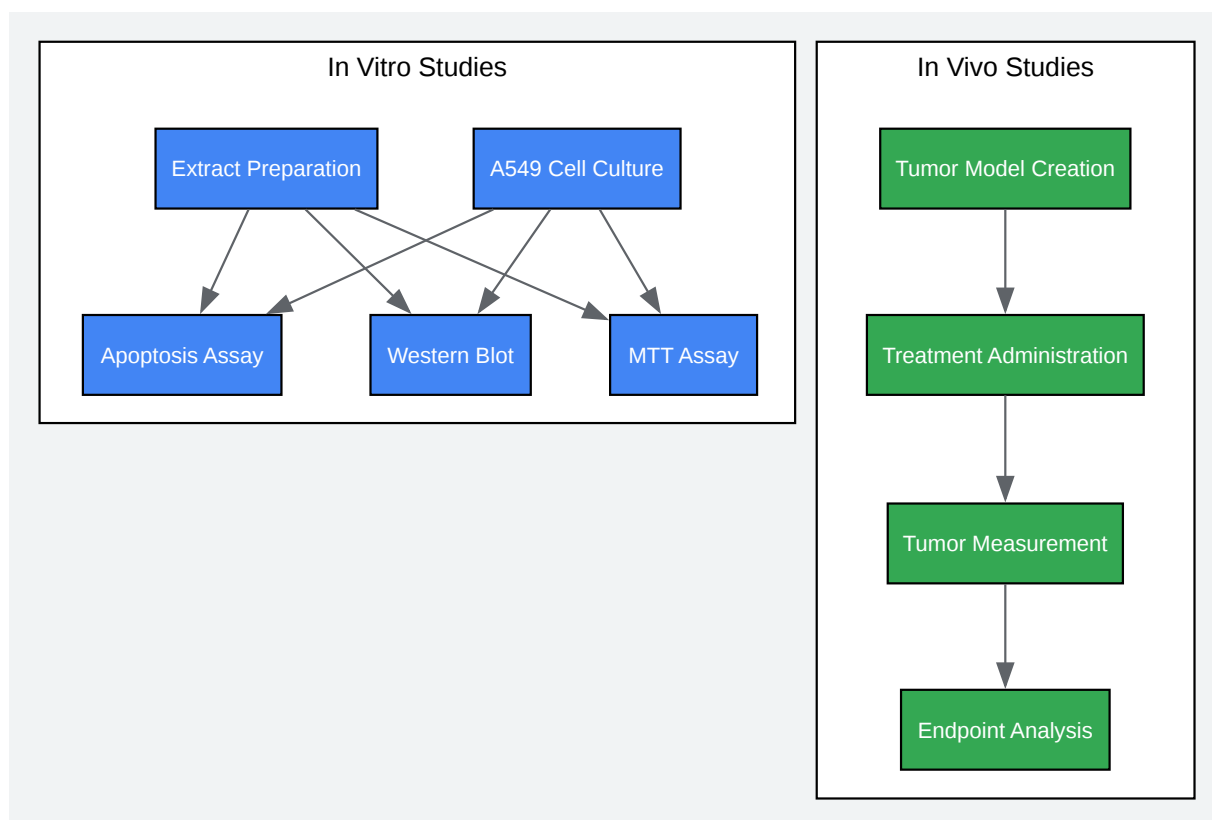 In Vitro Studies
Extract Preparation
A549 Cell Culture
Apoptosis Assay
Western Blot
MTT Assay
In Vivo Studies
Tumor Model Creation
Treatment Administration
Tumor Measurement
Endpoint Analysis